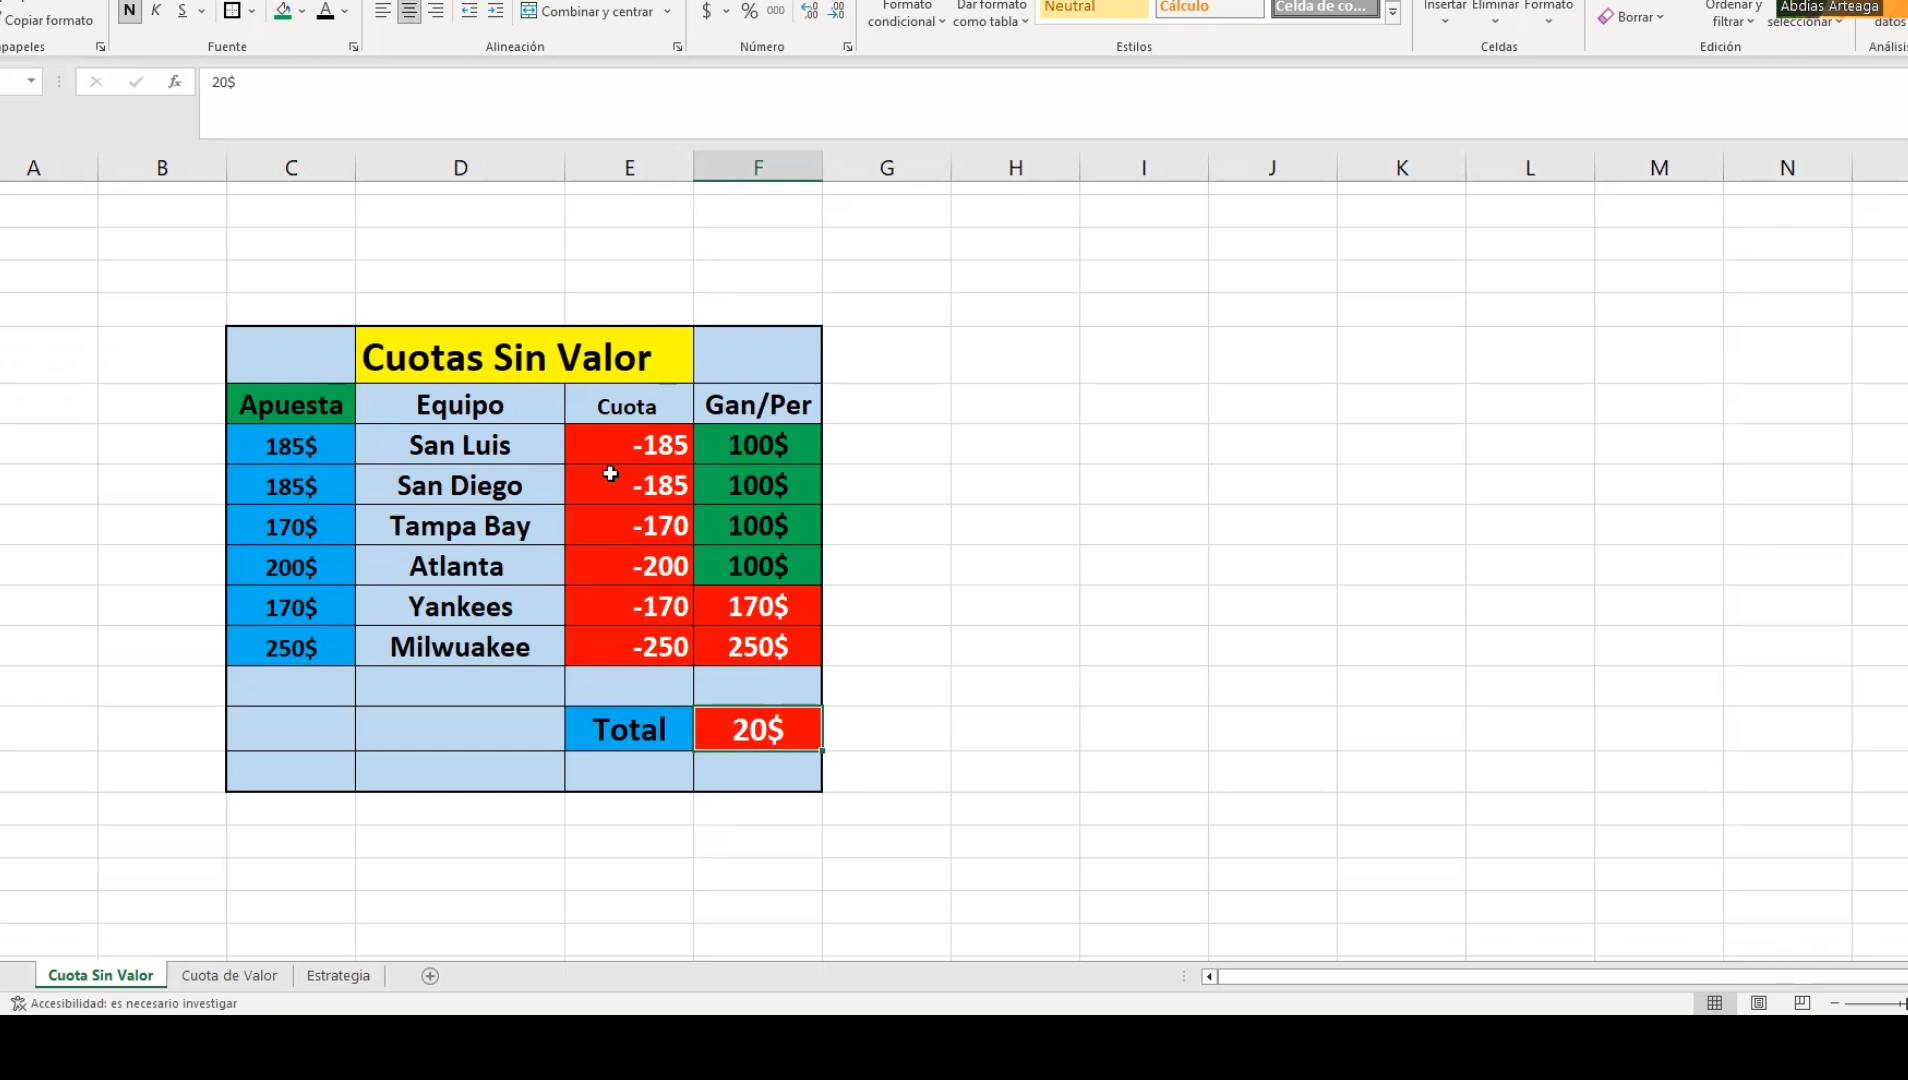 Copiar formato
papeles
N K S
Fuente
Combinar y centrar
Alineación
$ % 000
Número
Formato condicional
Dar formato como tabla
Neutral
Cálculo
Celda de co...
Estilos
Insertar Eliminar Formato
Celdas
Borrar
Ordenar y filtrar
seleccionar
Edición
Abdias Arteaga
datos
Análisi
fx 20$
A B C D E F G H I J K L M N
Cuotas Sin Valor
Apuesta Equipo Cuota Gan/Per
185$ San Luis -185 100$
185$ San Diego -185 100$
170$ Tampa Bay -170 100$
200$ Atlanta -200 100$
170$ Yankees -170 170$
250$ Milwuakee -250 250$
Total 20$
Cuota Sin Valor Cuota de Valor Estrategia
Accesibilidad: es necesario investigar